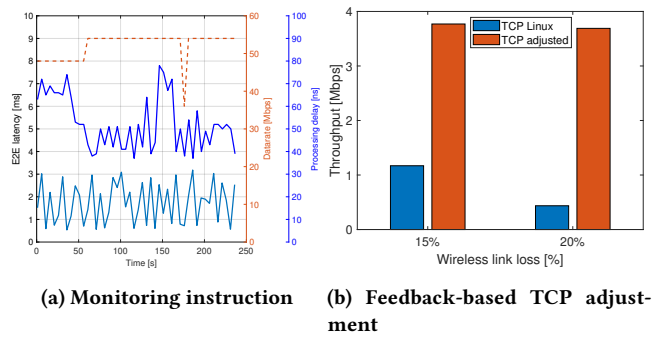 10
9
8
7
6
5
4
3
2
1
0
E2E latency [ms]
0 50 100 150 200 250
Time [s]
60
50
40
30
20
10
0
Datarate [Mbps]
100
90
80
70
60
50
40
30
20
10
0
Processing delay [ns]
(a) Monitoring instruction
4
3
2
1
0
Throughput [Mbps]
TCP Linux
TCP adjusted
15% 20%
Wireless link loss [%]
(b) Feedback-based TCP adjust-
ment